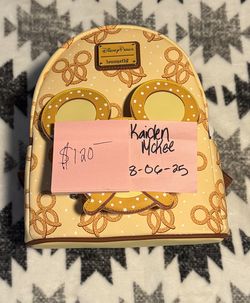 Disney Parks
Loungefly
$120—
Kaiden
McKee
8-06-25